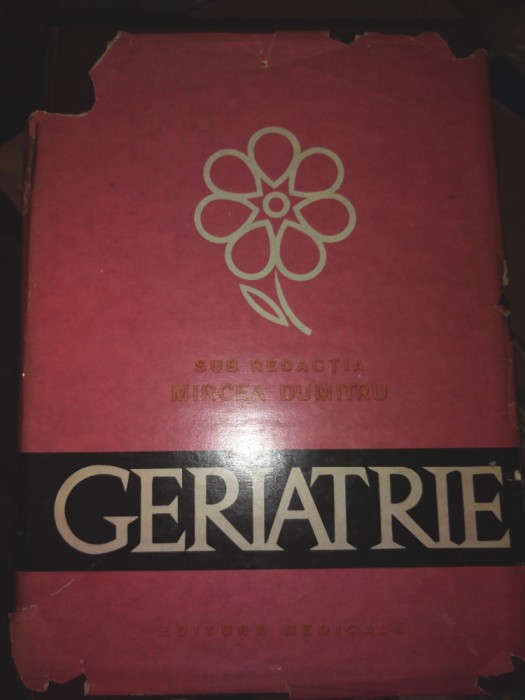 SUB REDACȚIA
MIRCEA DUMITRU
GERIATRIE
EDITURA MEDICALĂ